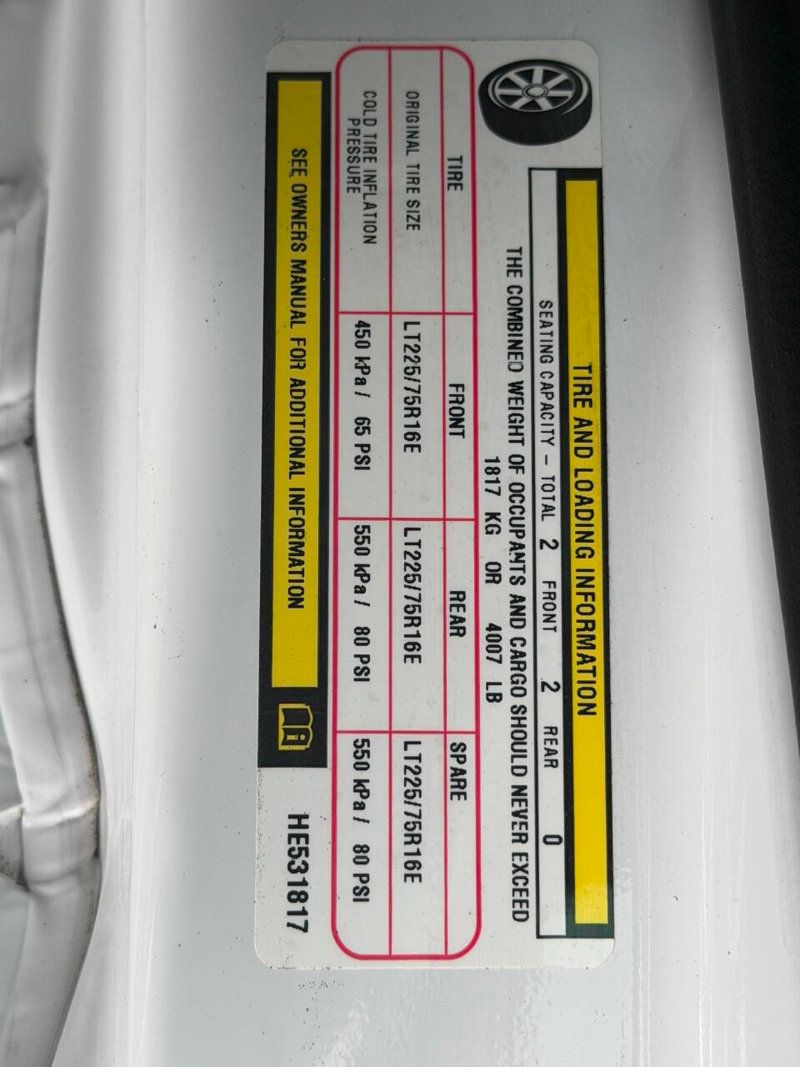 TIRE AND LOADING INFORMATION
SEATING CAPACITY – TOTAL 2 FRONT 2 REAR 0
THE COMBINED WEIGHT OF OCCUPANTS AND CARGO SHOULD NEVER EXCEED
1817 KG OR 4007 LB
TIRE FRONT REAR SPARE
ORIGINAL TIRE SIZE LT225/75R16E LT225/75R16E LT225/75R16E
COLD TIRE INFLATION
PRESSURE 450 kPa / 65 PSI 550 kPa / 80 PSI 550 kPa / 80 PSI
SEE OWNERS MANUAL FOR ADDITIONAL INFORMATION
HE531817